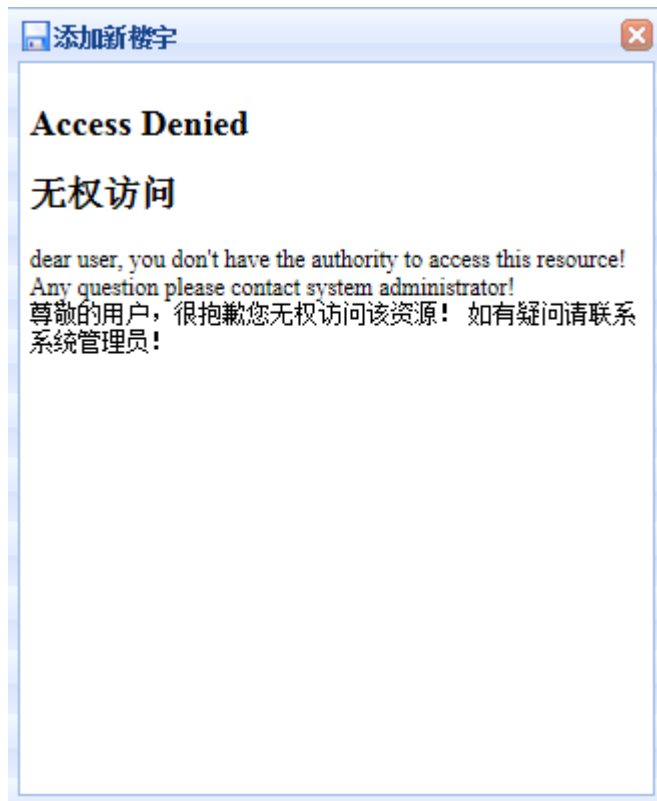 添加新楼宇
Access Denied
无权访问
dear user, you don't have the authority to access this resource!
Any question please contact system administrator!
尊敬的用户，很抱歉您无权访问该资源！ 如有疑问请联系
系统管理员！